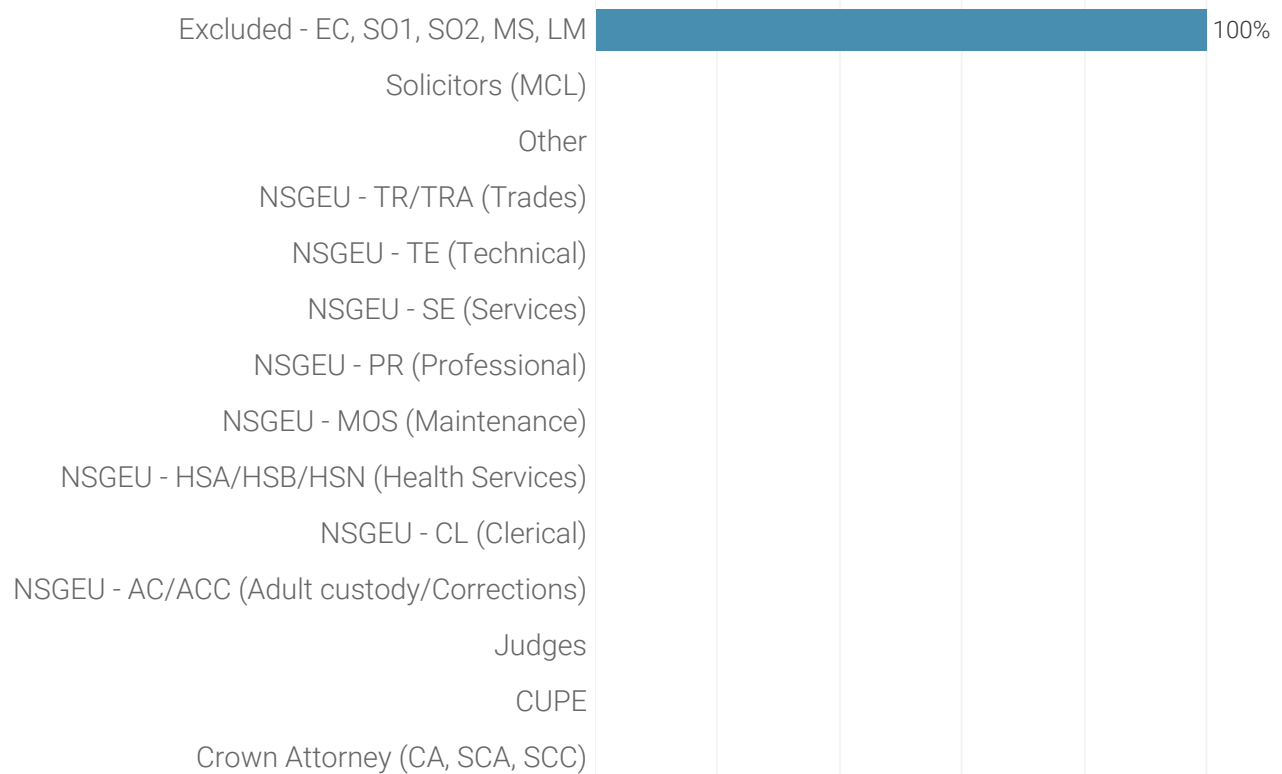 Excluded - EC, SO1, SO2, MS, LM 100%
Solicitors (MCL)
Other
NSGEU - TR/TRA (Trades)
NSGEU - TE (Technical)
NSGEU - SE (Services)
NSGEU - PR (Professional)
NSGEU - MOS (Maintenance)
NSGEU - HSA/HSB/HSN (Health Services)
NSGEU - CL (Clerical)
NSGEU - AC/ACC (Adult custody/Corrections)
Judges
CUPE
Crown Attorney (CA, SCA, SCC)